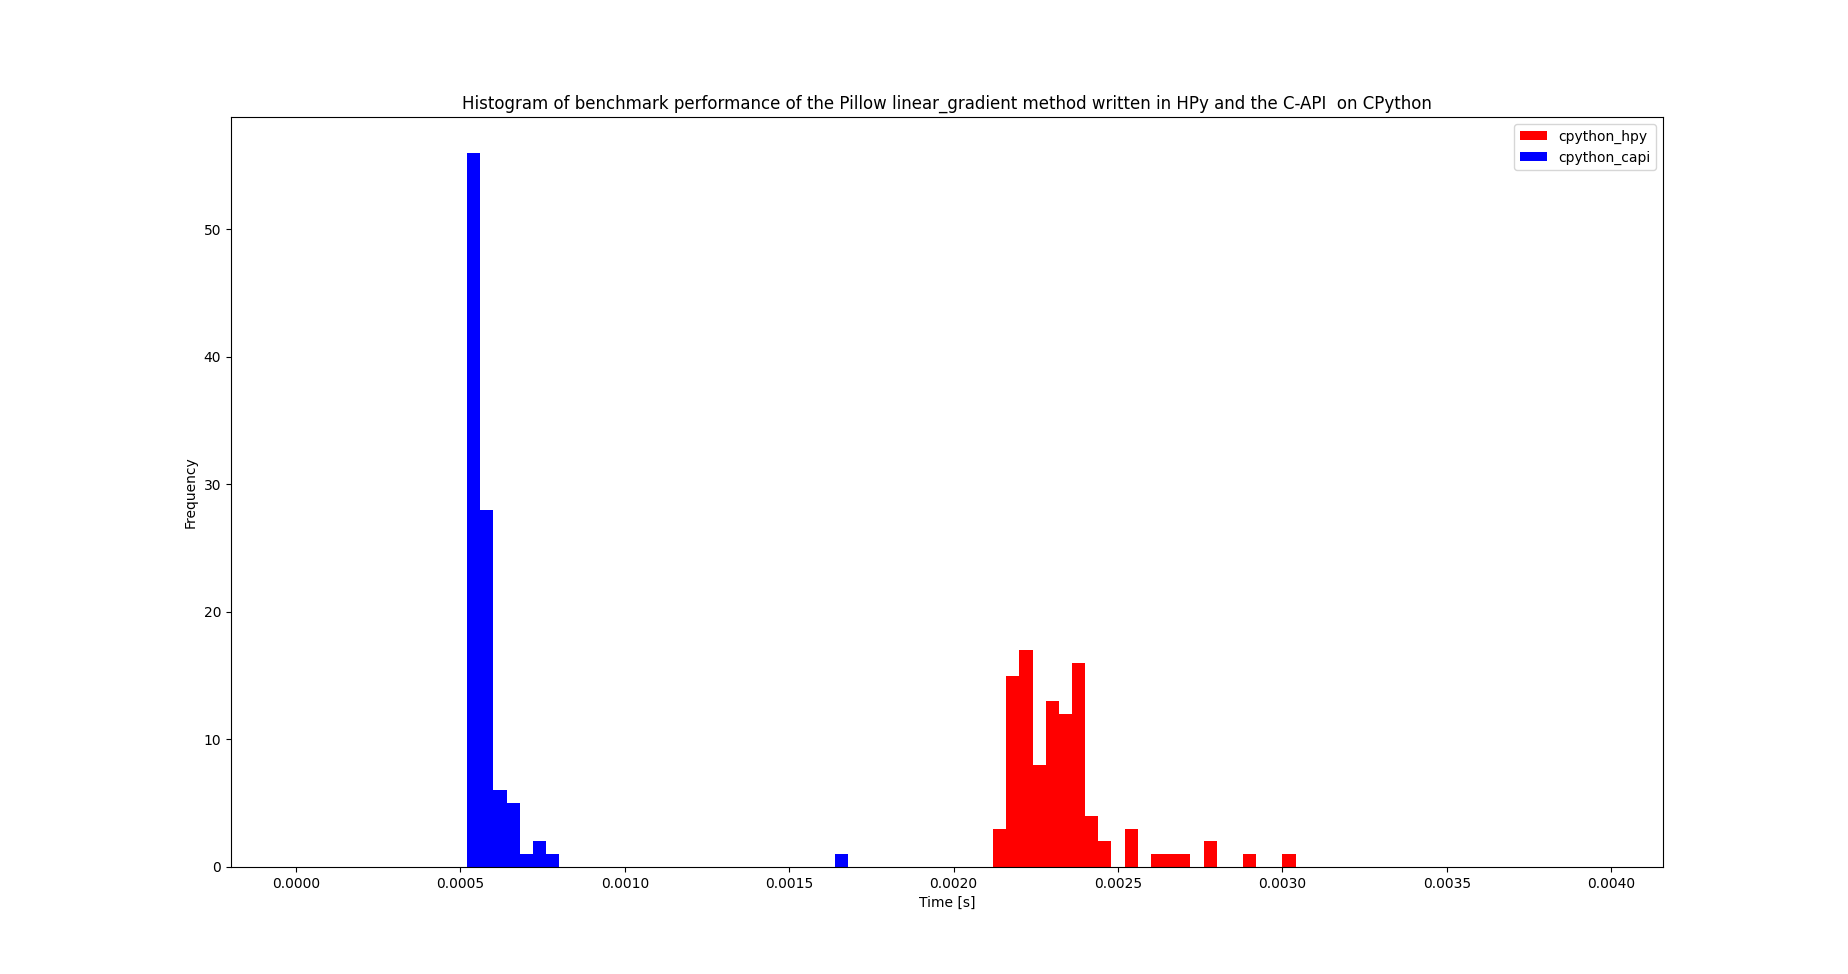 Histogram of benchmark performance of the Pillow linear_gradient method written in HPy and the C-API  on CPython
cpython_hpy
cpython_capi
50
40
30
20
10
0
Frequency
0.0000 0.0005 0.0010 0.0015 0.0020 0.0025 0.0030 0.0035 0.0040
Time [s]